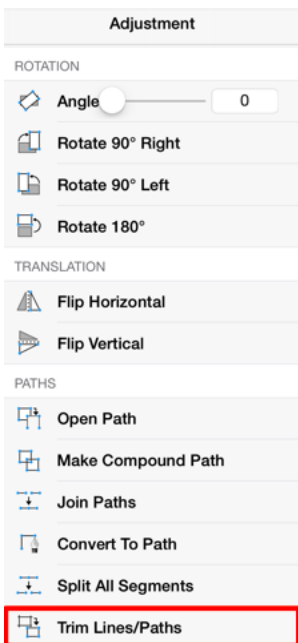 Adjustment
ROTATION
Angle 0
Rotate 90° Right
Rotate 90° Left
Rotate 180°
TRANSLATION
Flip Horizontal
Flip Vertical
PATHS
Open Path
Make Compound Path
Join Paths
Convert To Path
Split All Segments
Trim Lines/Paths